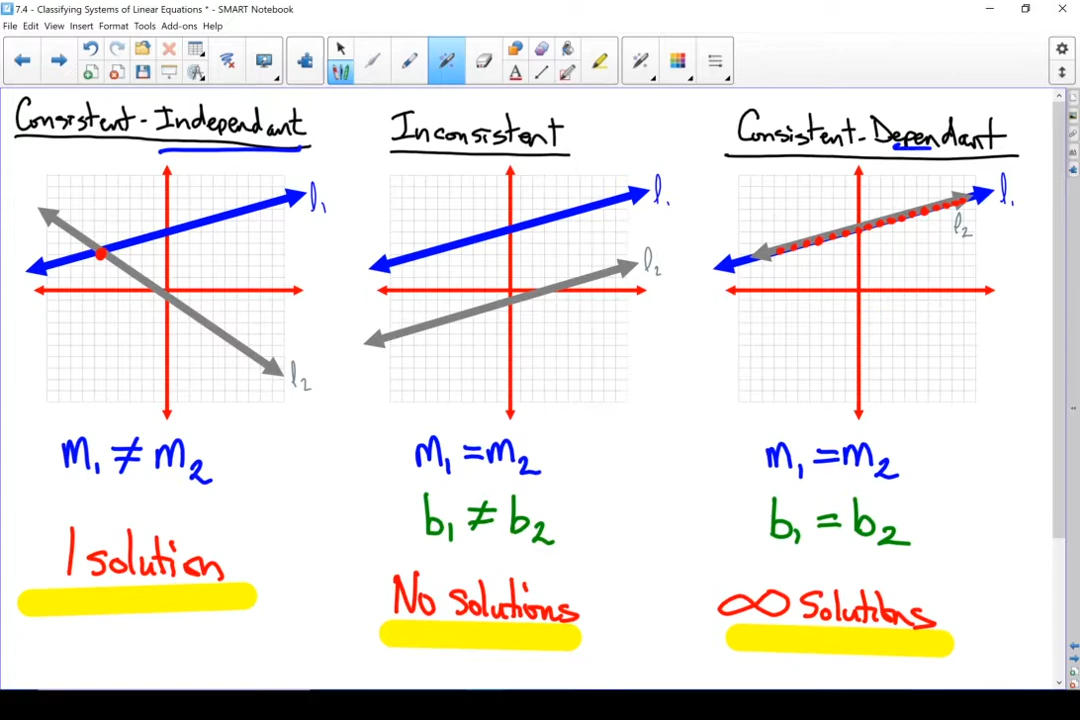 7.4 - Classifying Systems of Linear Equations * - SMART Notebook
File Edit View Insert Format Tools Add-ons Help
Consistent-Independant
l₁
l₂
m₁ ≠ m₂
1 solution
Inconsistent
l₁
l₂
m₁ = m₂
b₁ ≠ b₂
No solutions
Consistent-Dependant
l₁
l₂
m₁ = m₂
b₁ = b₂
∞ Solutions